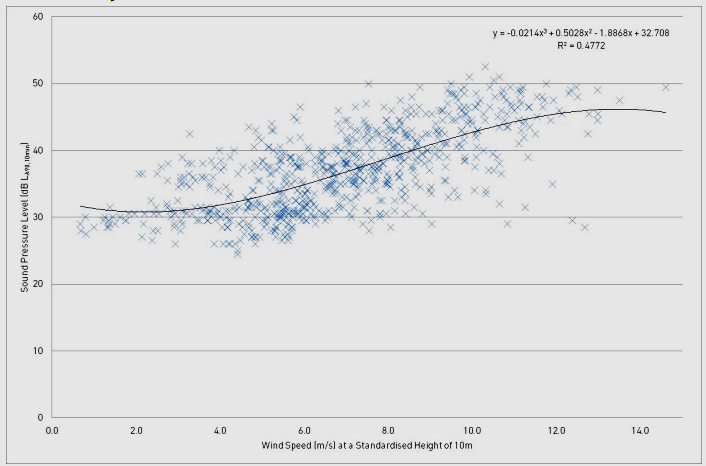 60
y = -0.0214x³ + 0.5028x² - 1.8868x + 32.708
R² = 0.4772
50
40
30
20
10
0
Sound Pressure Level (dB LA90, 10min)
0.0 2.0 4.0 6.0 8.0 10.0 12.0 14.0
Wind Speed (m/s) at a Standardised Height of 10m